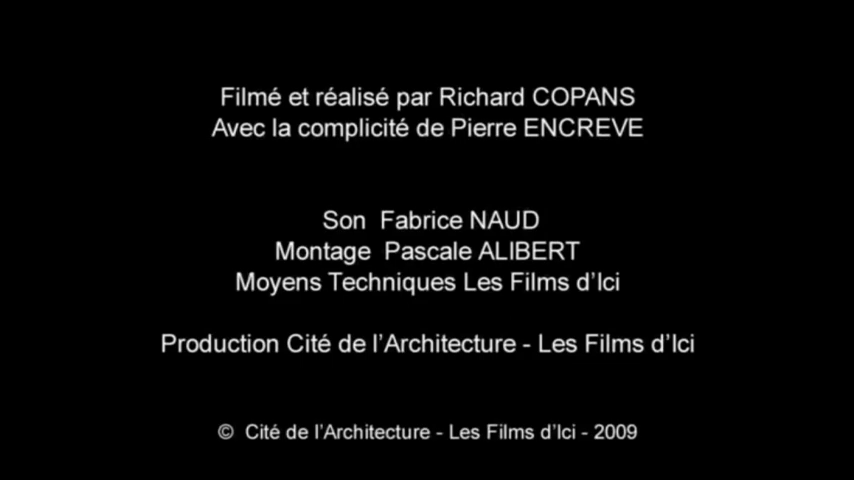 Filmé et réalisé par Richard COPANS
Avec la complicité de Pierre ENCREVE
Son Fabrice NAUD
Montage Pascale ALIBERT
Moyens Techniques Les Films d'Ici
Production Cité de l'Architecture - Les Films d'Ici
© Cité de l'Architecture - Les Films d'Ici - 2009